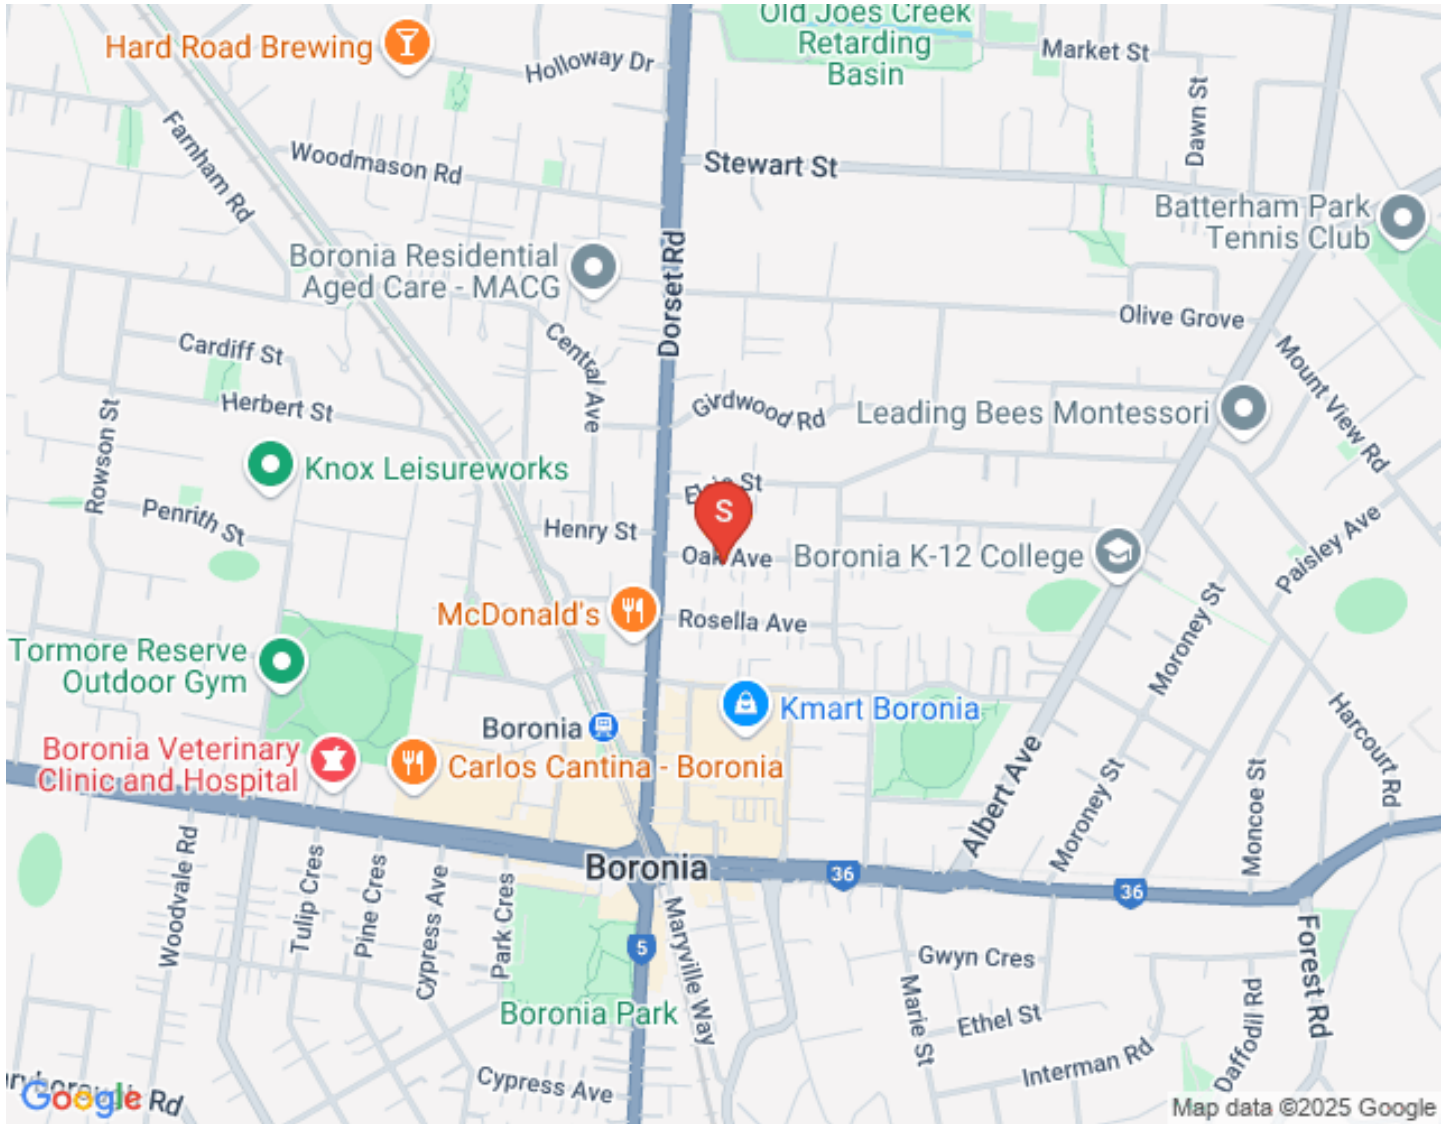 Old Joes Creek
Retarding
Basin
Hard Road Brewing
Holloway Dr
Market St
Dawn St
Farnham Rd
Woodmason Rd
Stewart St
Batterham Park
Tennis Club
Boronia Residential
Aged Care - MACG
Dorset Rd
Olive Grove
Cardiff St
Central Ave
Mount View Rd
Herbert St
Girdwood Rd
Leading Bees Montessori
Rowson St
Knox Leisureworks
St
S
Penrith St
Henry St
Oak Ave
Boronia K-12 College
Paisley Ave
McDonald's
Rosella Ave
Moroney St
Tormore Reserve
Outdoor Gym
Kmart Boronia
Harcourt Rd
Boronia
Boronia Veterinary
Clinic and Hospital
Carlos Cantina - Boronia
Albert Ave
Moroney St
Moncoe St
Boronia
36
36
Woodvale Rd
Tulip Cres
Pine Cres
Cypress Ave
Park Cres
Maryville Way
5
Gwyn Cres
Forest Rd
Boronia Park
Marie St
Ethel St
Daffodil Rd
Interman Rd
Cypress Ave
Rd
Google
Map data ©2025 Google